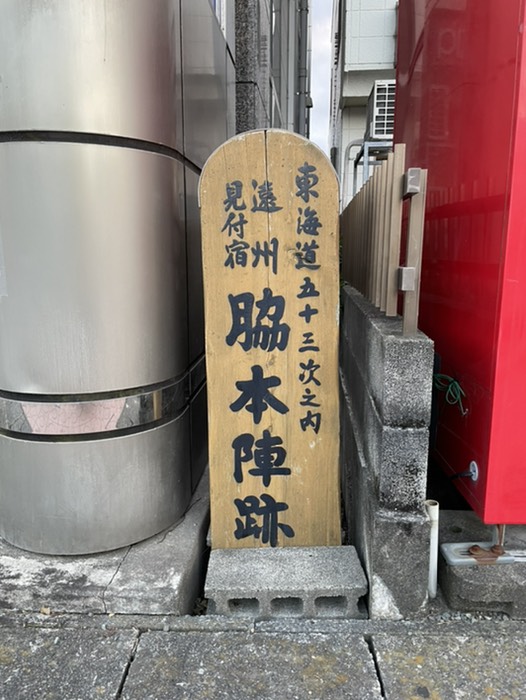 東海道五十三次之内
遠州
見付宿
脇本陣跡